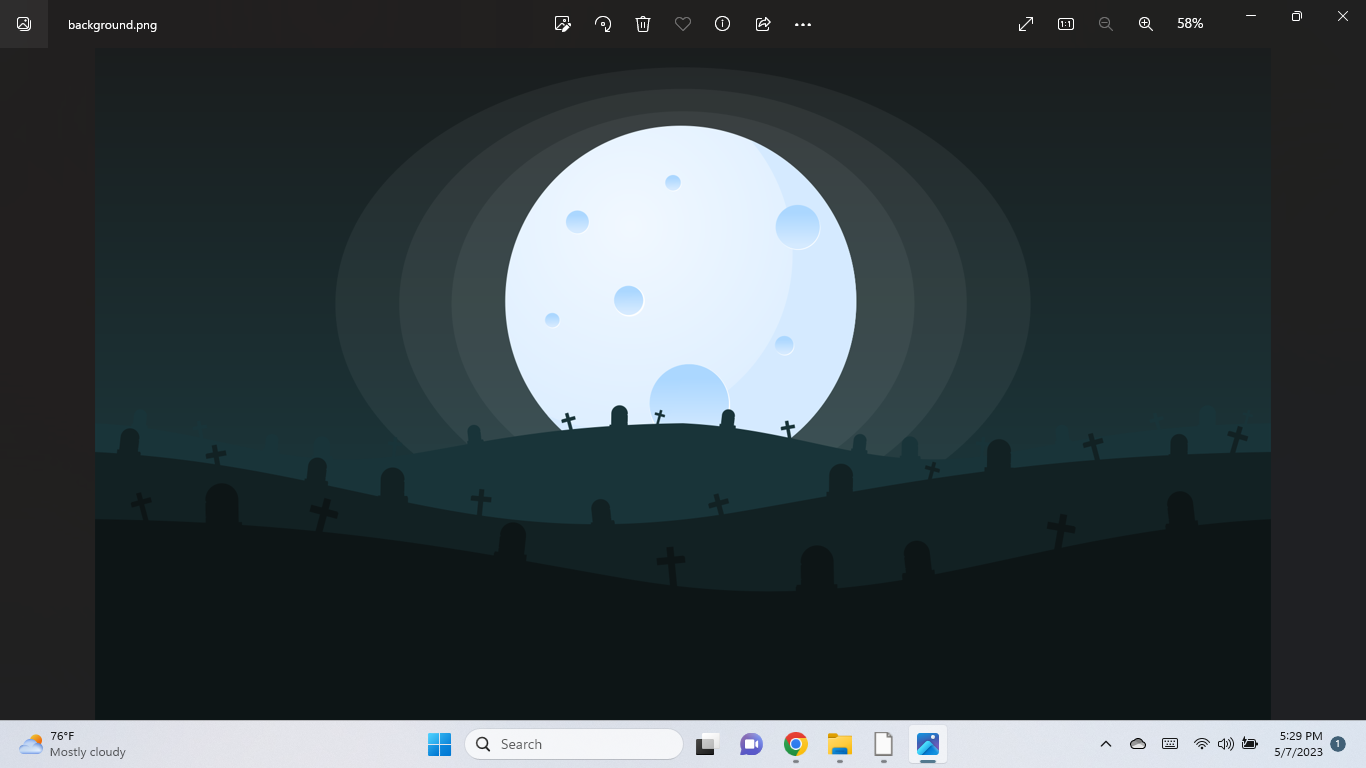 background.png
58%
76°F
Mostly cloudy
Search
5:29 PM
5/7/2023
1